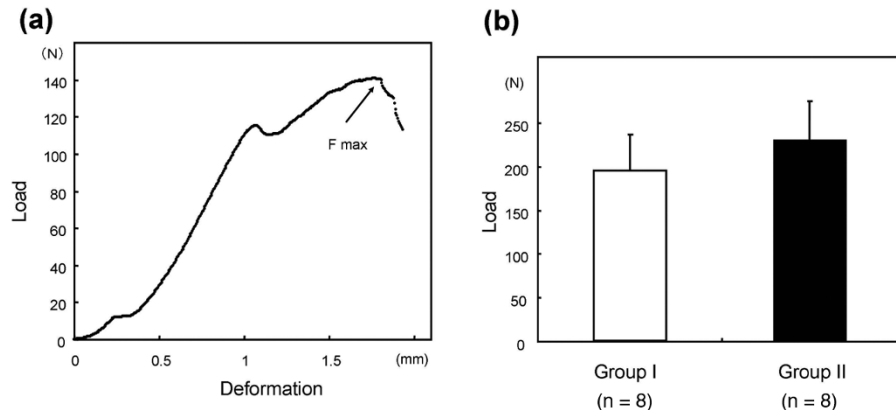 (a)
(N)
140
120
100
80
60
40
20
0
Load
F max
0 0.5 1 1.5 (mm)
Deformation
(b)
(N)
250
200
150
100
50
0
Load
Group I Group II
(n = 8) (n = 8)